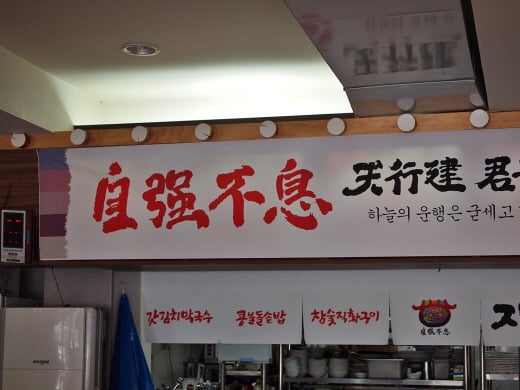 自强不息
天行建 君
하늘의 운행은 굳세고
갓김치막국수
콩불돌솥밥
참숯직화구이
自强不息